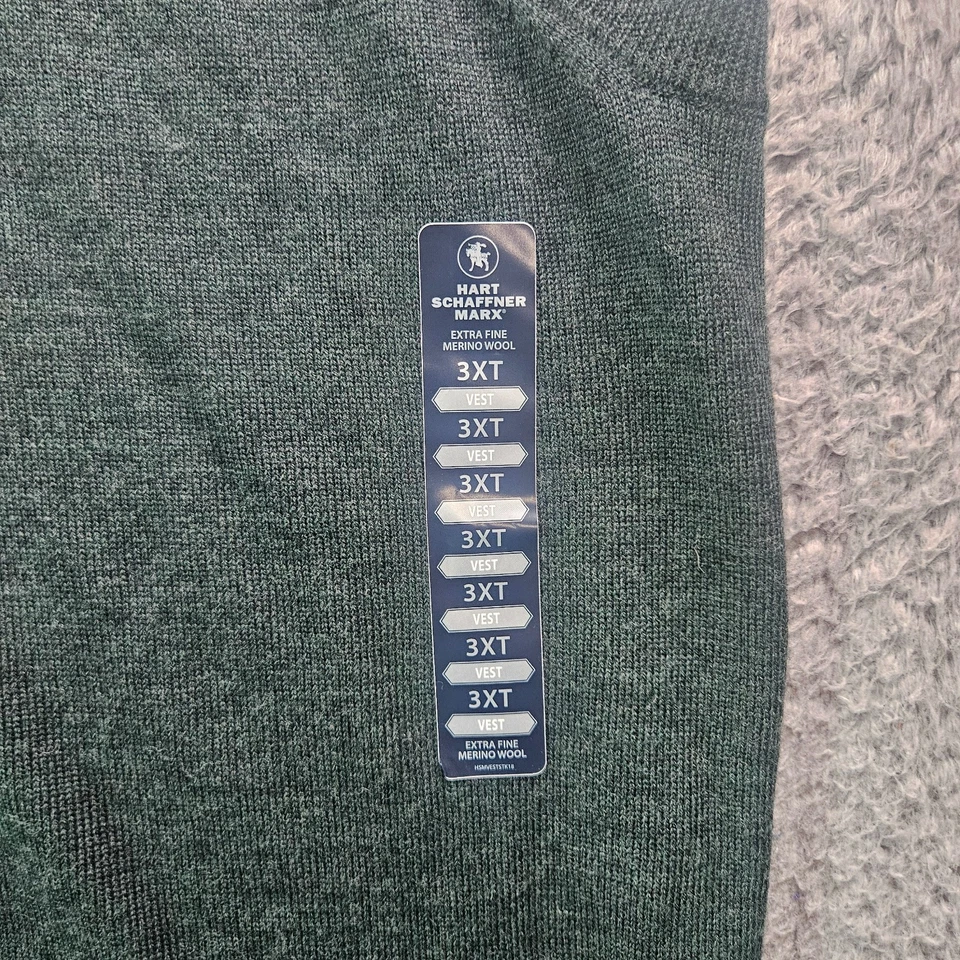 HART
SCHAFFNER
MARX®
EXTRA FINE
MERINO WOOL
3XT
VEST
3XT
VEST
3XT
VEST
3XT
VEST
3XT
VEST
3XT
VEST
3XT
VEST
EXTRA FINE
MERINO WOOL
HSMVESTSTK18